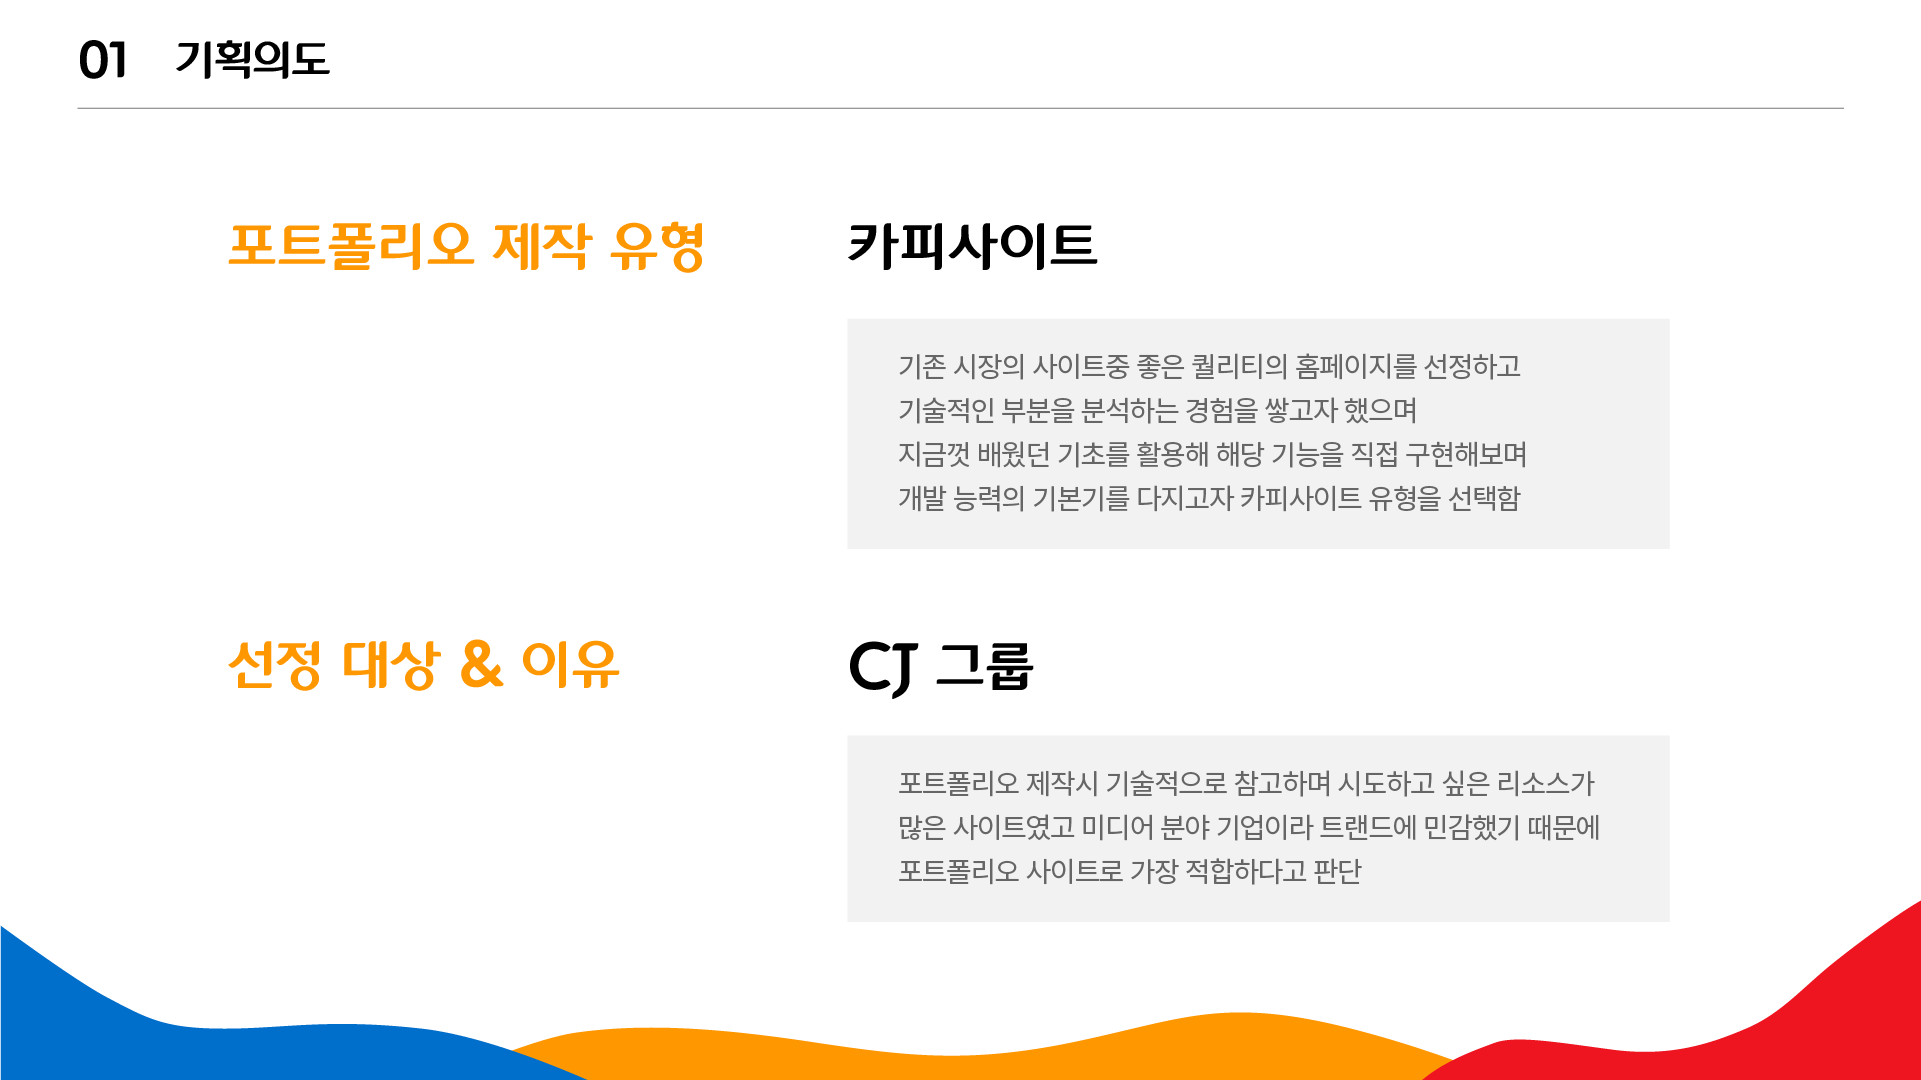 01 기획의도
포트폴리오 제작 유형
카피사이트
기존 시장의 사이트중 좋은 퀄리티의 홈페이지를 선정하고
기술적인 부분을 분석하는 경험을 쌓고자 했으며
지금껏 배웠던 기초를 활용해 해당 기능을 직접 구현해보며
개발 능력의 기본기를 다지고자 카피사이트 유형을 선택함
선정 대상 & 이유
CJ 그룹
포트폴리오 제작시 기술적으로 참고하며 시도하고 싶은 리소스가
많은 사이트였고 미디어 분야 기업이라 트랜드에 민감했기 때문에
포트폴리오 사이트로 가장 적합하다고 판단